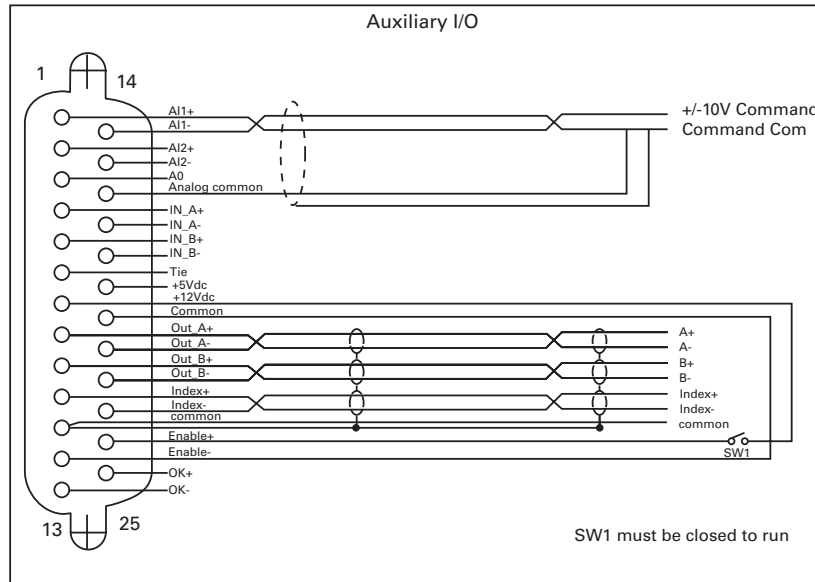 Auxiliary I/O
1
14
AI1+
AI1-
AI2+
AI2-
A0
Analog common
IN_A+
IN_A-
IN_B+
IN_B-
Tie
+5Vdc
+12Vdc
Common
Out_A+
Out_A-
Out_B+
Out_B-
Index+
Index-
common
Enable+
Enable-
OK+
OK-
13
25
+/-10V Command
Command Com
A+
A-
B+
B-
Index+
Index-
common
SW1
SW1 must be closed to run